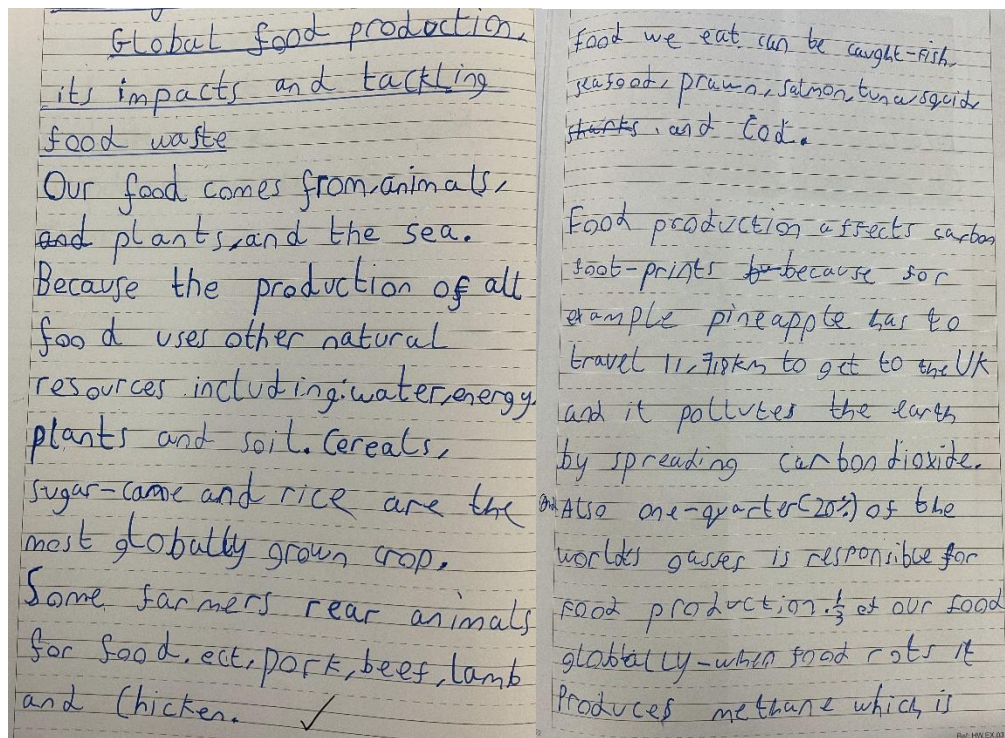 Global food production,
its impacts and tackling
food waste
Our food comes from,animals,
and plants,and the sea.
Because the production of all
food uses other natural
resources including:water,energy,
plants and soil. Cereals,
sugar-cane and rice are the
most globally grown crop.
Some farmers rear animals
for food. ect, pork, beef, lamb
and Chicken.
food we eat can be caught-fish,
seafood, prawn, salmon, tuna, squid
sharks, and Cod.
Food production affects carbon
foot-prints because for
example pineapple has to
travel km to get to the UK
and it pollutes the earth
by spreading carbon dioxide.
And Also one-quarter(20%) of the
worlds gasses is responsible for
Food production. 1/3 of our food
globally-when food rots it
Produces methane which is